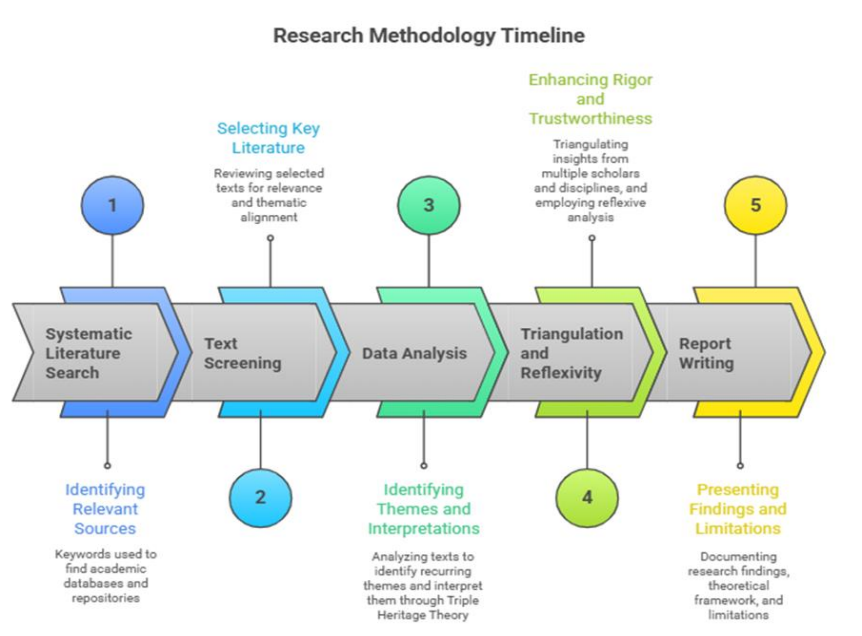 Research Methodology Timeline
Enhancing Rigor
and
Trustworthiness
Triangulating
insights from
multiple scholars
and disciplines, and
employing reflexive
analysis
Selecting Key
Literature
Reviewing selected
texts for relevance
and thematic
alignment
1
3
5
Systematic
Literature
Search
Text
Screening
Data Analysis
Triangulation
and
Reflexivity
Report
Writing
2
4
Identifying
Relevant
Sources
Keywords used to
find academic
databases and
repositories
Identifying
Themes and
Interpretations
Analyzing texts to
identify recurring
themes and interpret
them through Triple
Heritage Theory
Presenting
Findings and
Limitations
Documenting
research findings,
theoretical
framework, and
limitations